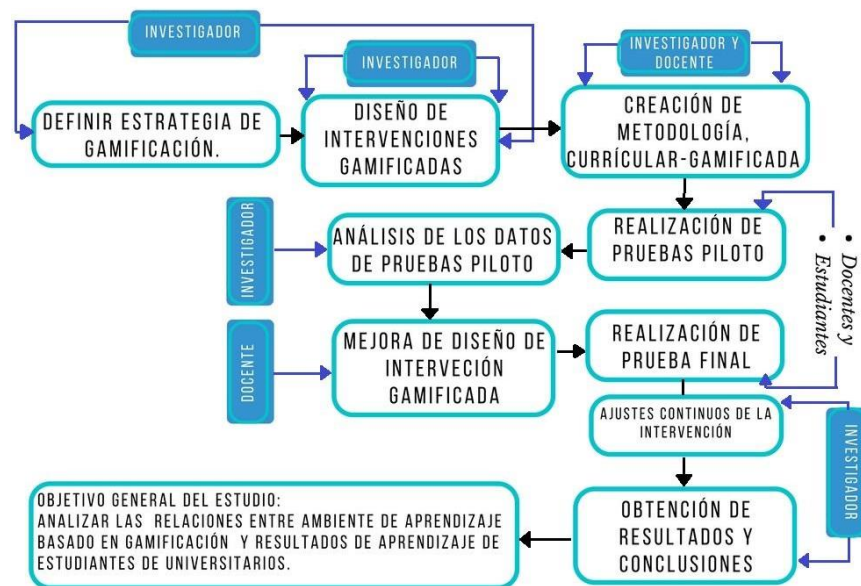 INVESTIGADOR
INVESTIGADOR
INVESTIGADOR Y
DOCENTE
DEFINIR ESTRATEGIA DE
GAMIFICACIÓN.
DISEÑO DE
INTERVENCIONES
GAMIFICADAS
CREACIÓN DE
METODOLOGÍA,
CURRÍCULAR-GAMIFICADA
INVESTIGADOR
ANÁLISIS DE LOS DATOS
DE PRUEBAS PILOTO
REALIZACIÓN DE
PRUEBAS PILOTO
• Docentes y
• Estudiantes
DOCENTE
MEJORA DE DISEÑO DE
INTERVECIÓN
GAMIFICADA
REALIZACIÓN DE
PRUEBA FINAL
AJUSTES CONTINUOS DE LA
INTERVENCIÓN
INVESTIGADOR
OBJETIVO GENERAL DEL ESTUDIO:
ANALIZAR LAS RELACIONES ENTRE AMBIENTE DE APRENDIZAJE
BASADO EN GAMIFICACIÓN Y RESULTADOS DE APRENDIZAJE DE
ESTUDIANTES DE UNIVERSITARIOS.
OBTENCIÓN DE
RESULTADOS Y
CONCLUSIONES